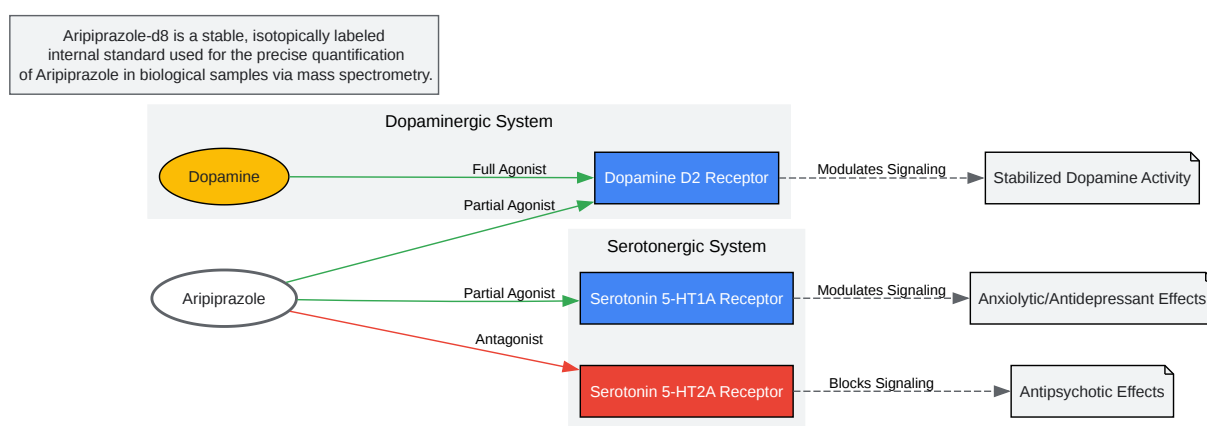 Aripiprazole-d8 is a stable, isotopically labeled
internal standard used for the precise quantification
of Aripiprazole in biological samples via mass spectrometry.
Dopaminergic System
Dopamine
Full Agonist
Dopamine D2 Receptor
Modulates Signaling
Stabilized Dopamine Activity
Partial Agonist
Serotonergic System
Aripiprazole
Partial Agonist
Serotonin 5-HT1A Receptor
Modulates Signaling
Anxiolytic/Antidepressant Effects
Antagonist
Serotonin 5-HT2A Receptor
Blocks Signaling
Antipsychotic Effects